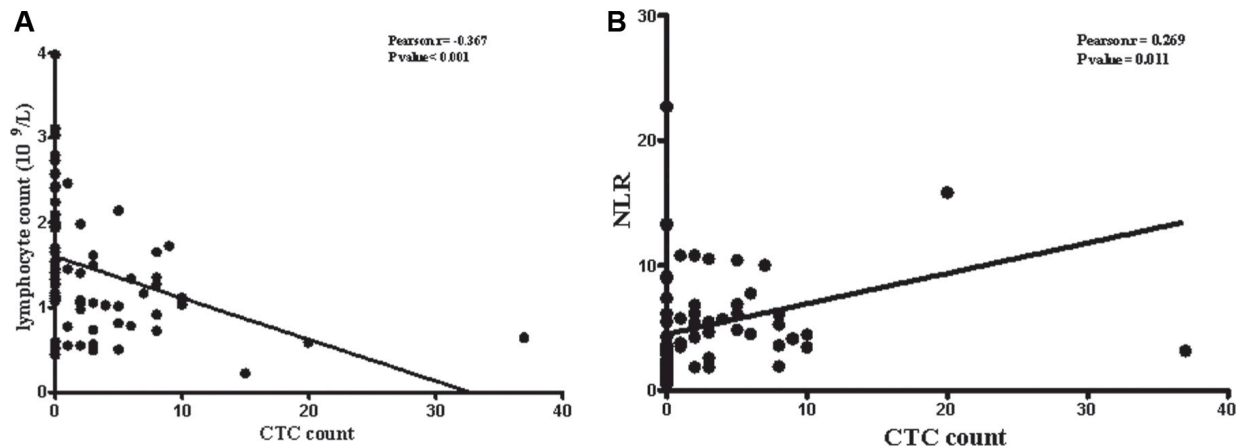 A
Pearson r= -0.367
P value< 0.001
4
3
2
1
0
lymphocyte count (10 9/L)
0
10
20
30
40
CTC count
B
Pearson r = 0.269
P value = 0.011
30
20
10
0
NLR
0
10
20
30
40
CTC count